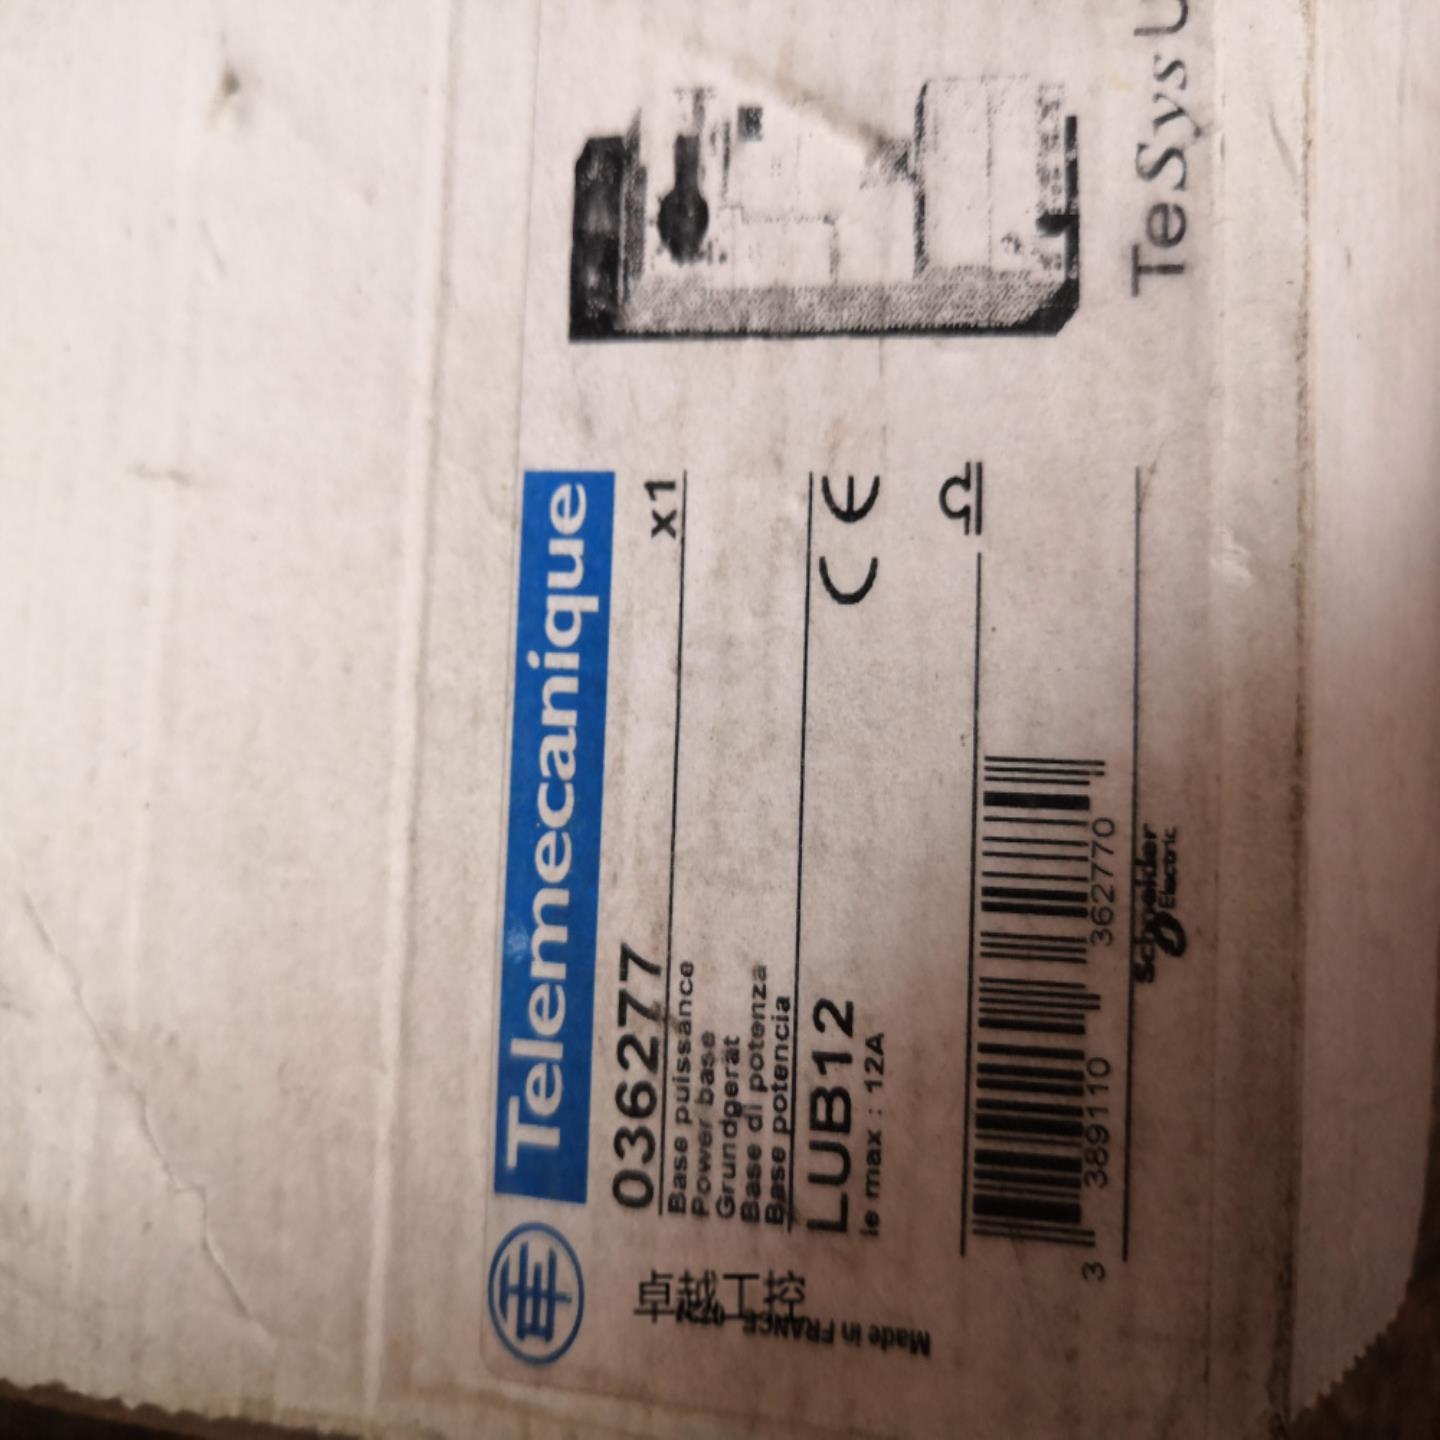 Telemecanique
036277 x1
Base puissance
Power base
Grundgerät
Base di potenza
Base potencia
LUB12 CE
Ie max : 12A
3 389110 362770
Schneider
Electric
TeSys U
卓越工控
Made in FRANCE